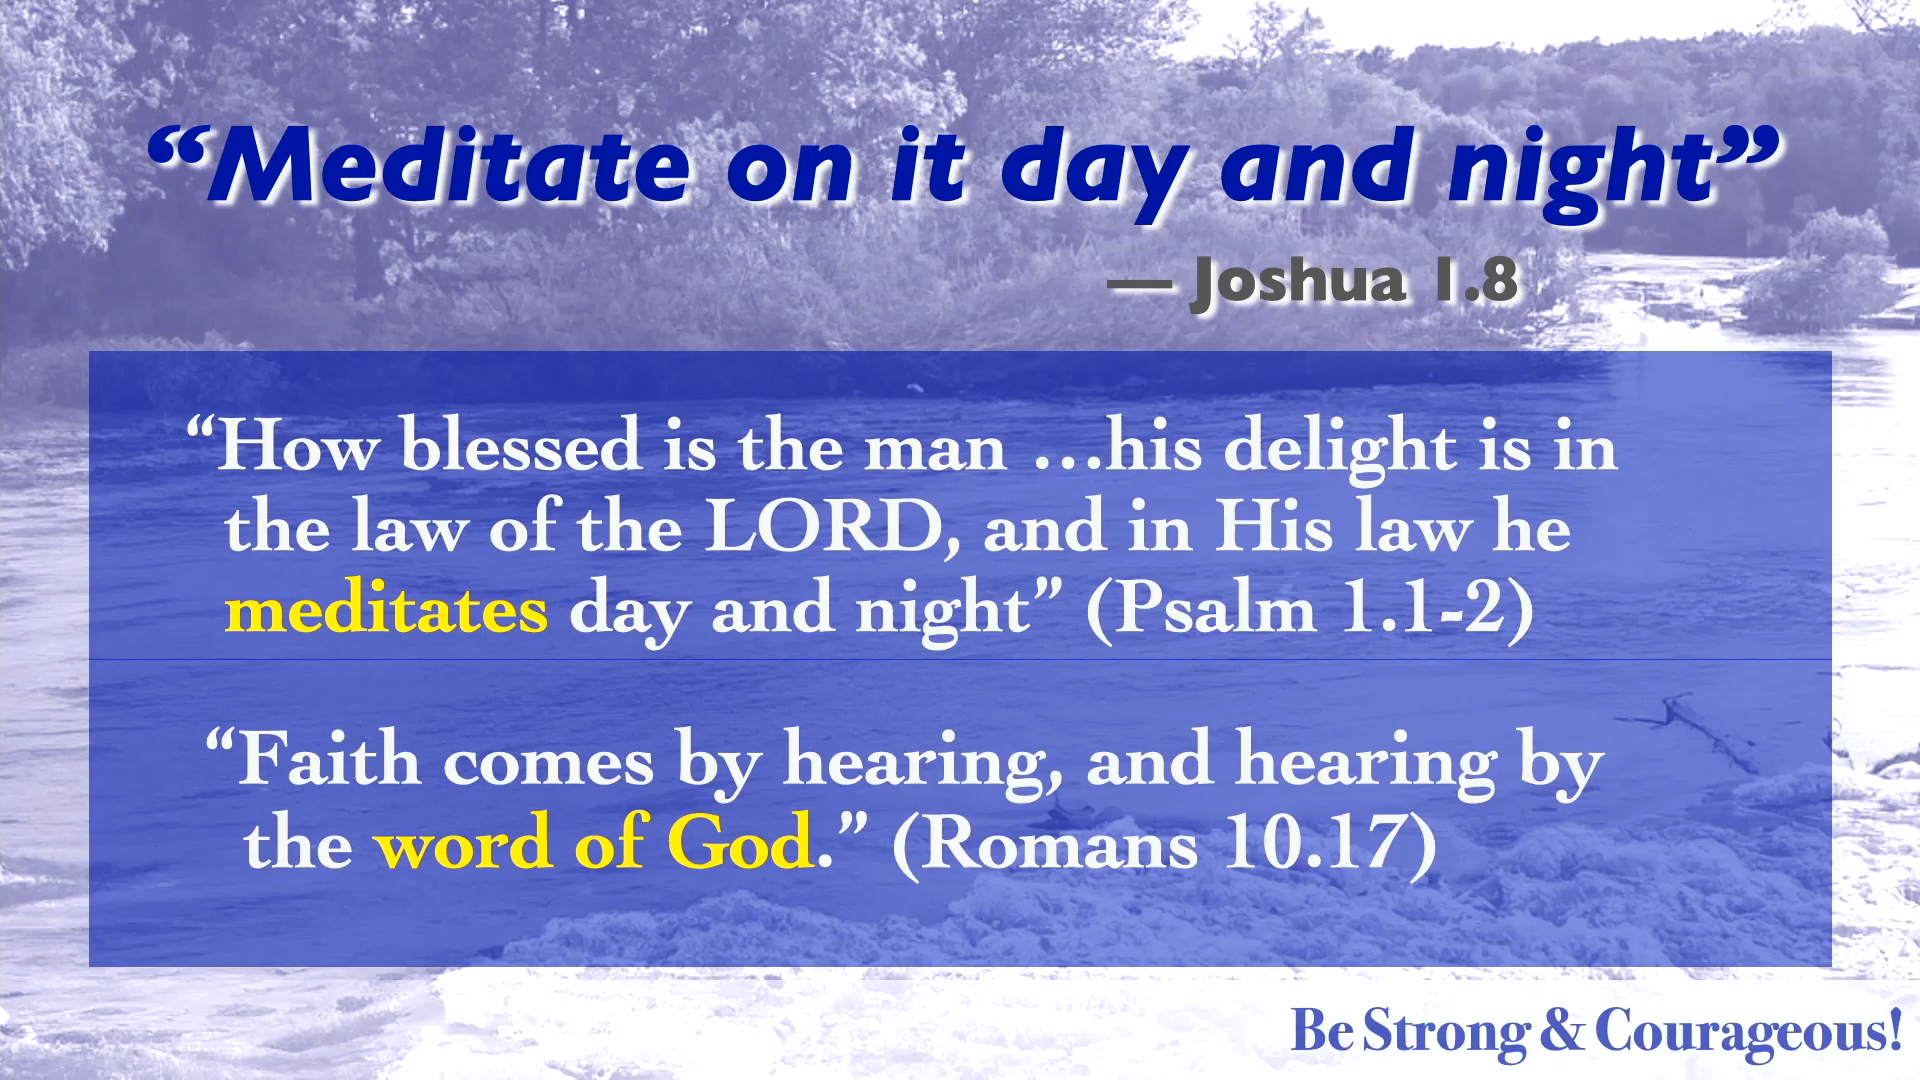 “Meditate on it day and night”
— Joshua 1.8
“How blessed is the man …his delight is in
the law of the LORD, and in His law he
meditates day and night” (Psalm 1.1-2)
“Faith comes by hearing, and hearing by
the word of God.” (Romans 10.17)
Be Strong & Courageous!